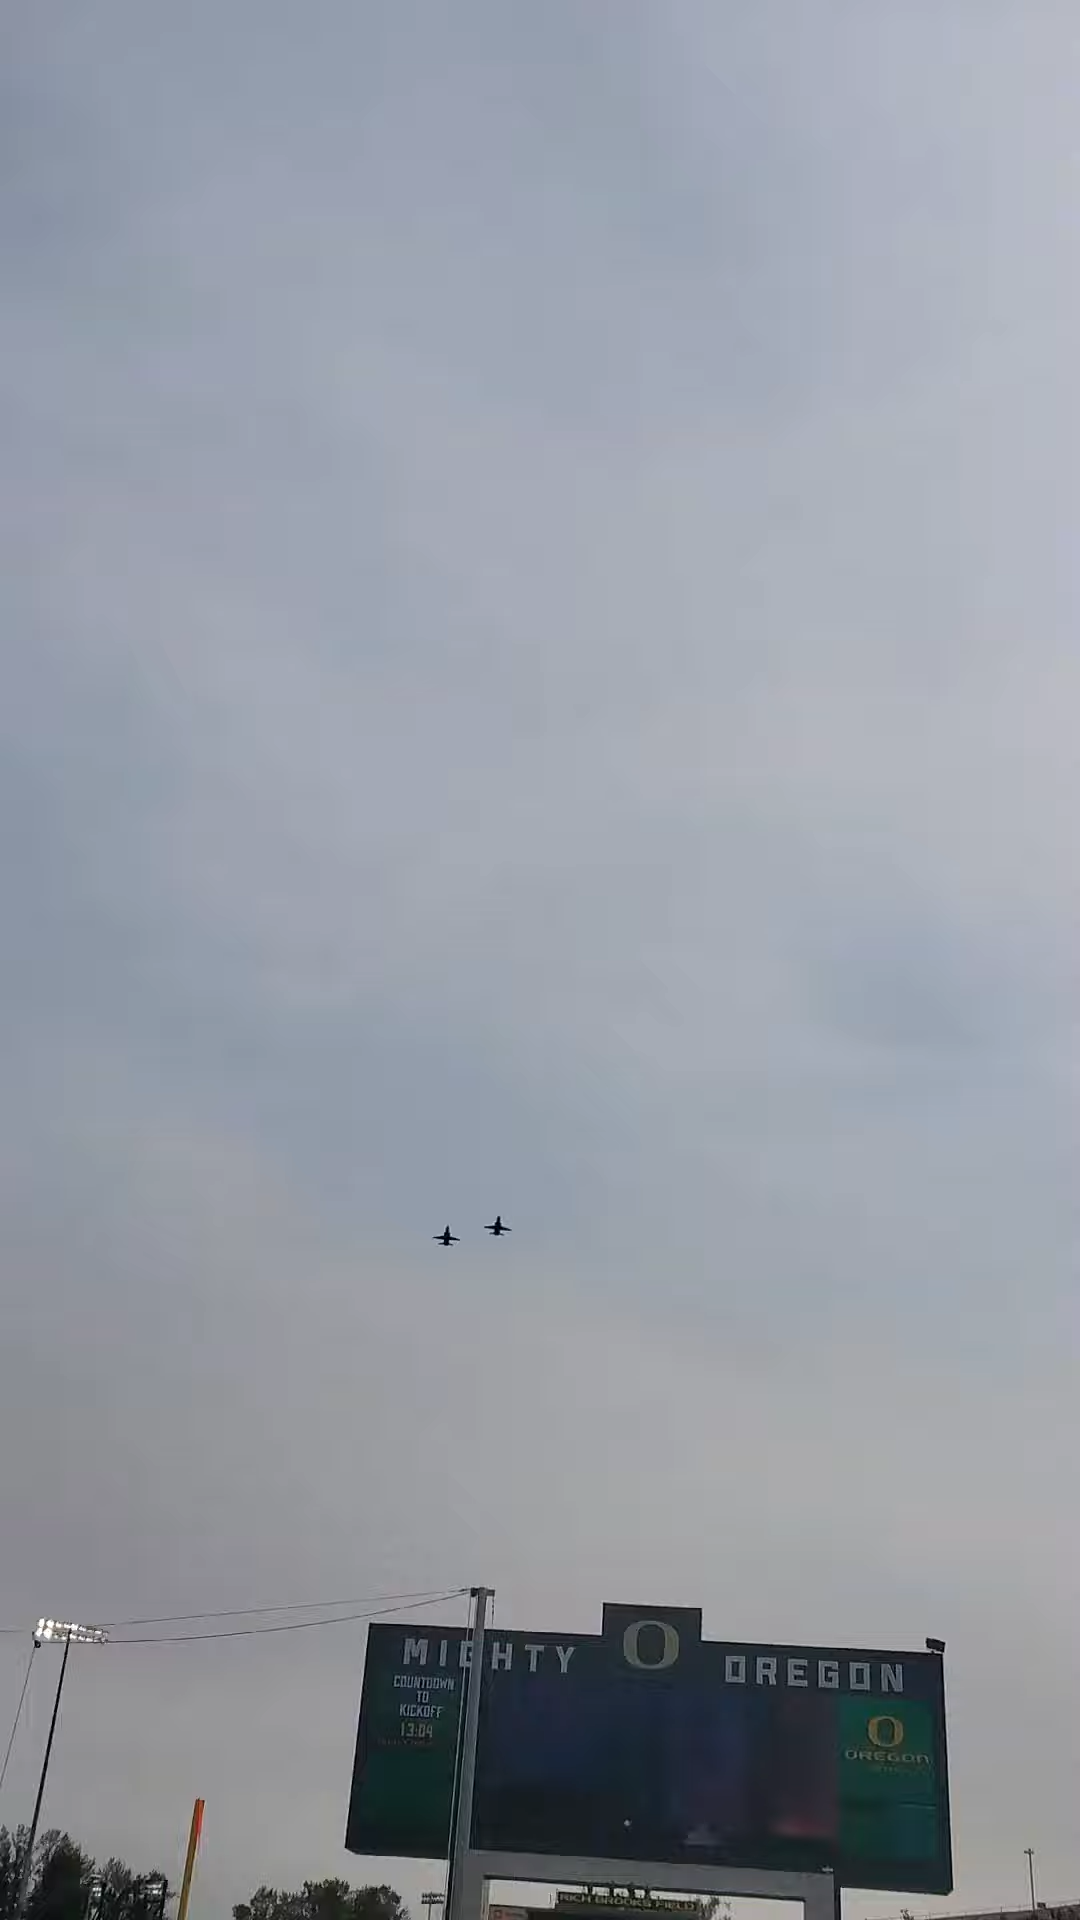 O
MIGHTY OREGON
COUNTDOWN
TO
KICKOFF
13:04
O
OREGON
RICH BROOKS FIELD